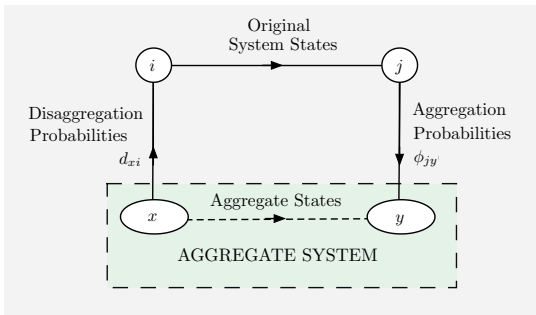 Original
System States
i
j
Disaggregation
Probabilities
d_{xi}
Aggregation
Probabilities
ϕ_{jy}
Aggregate States
x
y
AGGREGATE SYSTEM